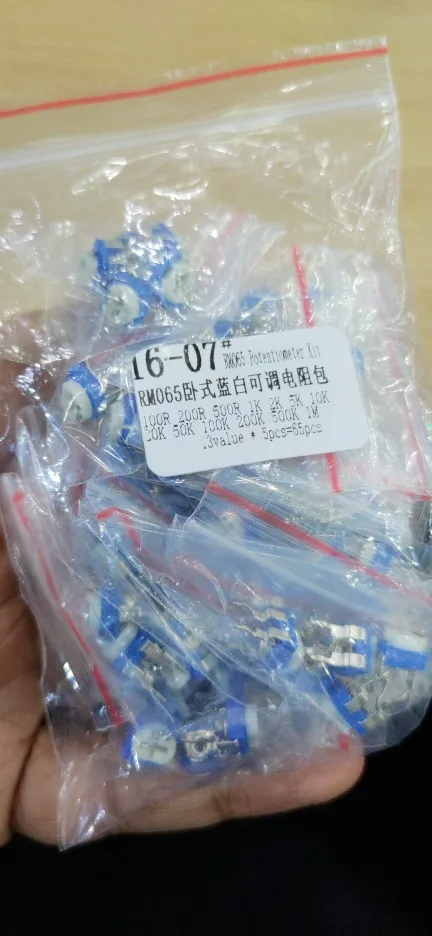 16-07# RM065 Potentiometer Kit
RM065卧式蓝白可调电阻包
100R 200R 500R 1K 2K 5K 10K
20K 50K 100K 200K 500K 1M
13value * 5pcs=65pcs